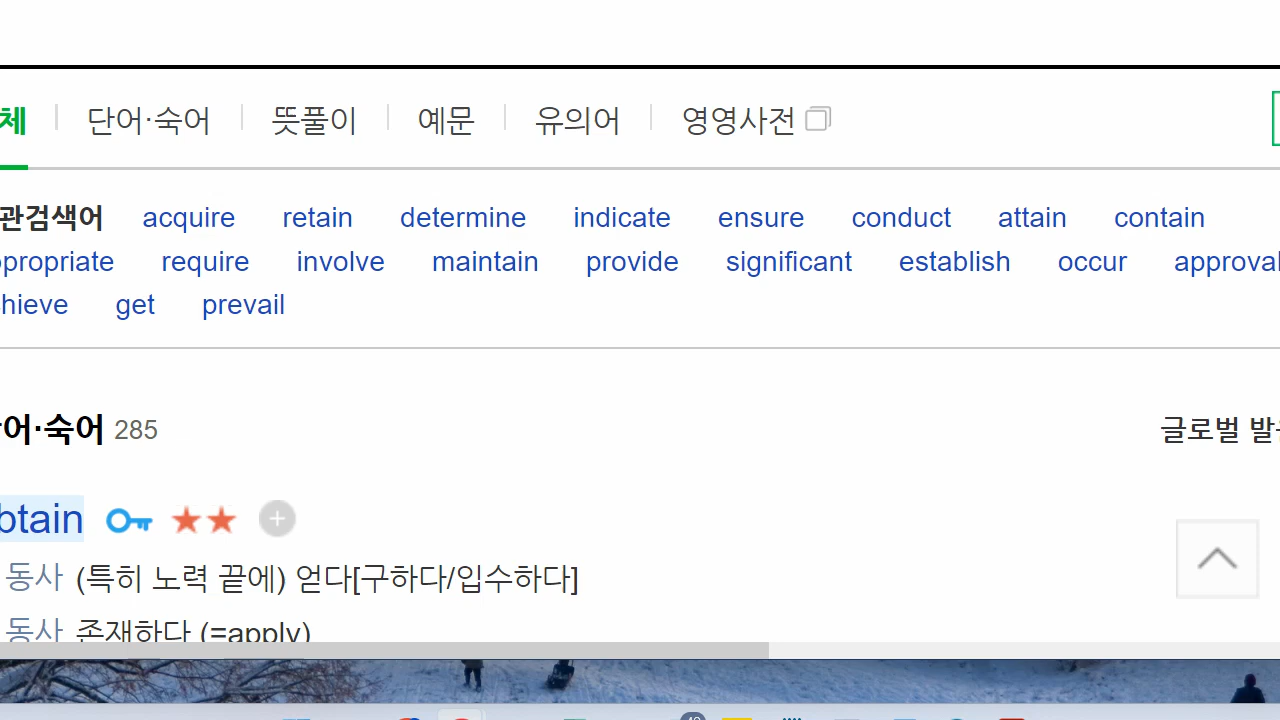 체 단어·숙어 뜻풀이 예문 유의어 영영사전
관검색어 acquire retain determine indicate ensure conduct attain contain
propriate require involve maintain provide significant establish occur approval
hieve get prevail
어·숙어 285 글로벌
btain
동사 (특히 노력 끝에) 얻다[구하다/입수하다]
동사 존재하다 (=apply)